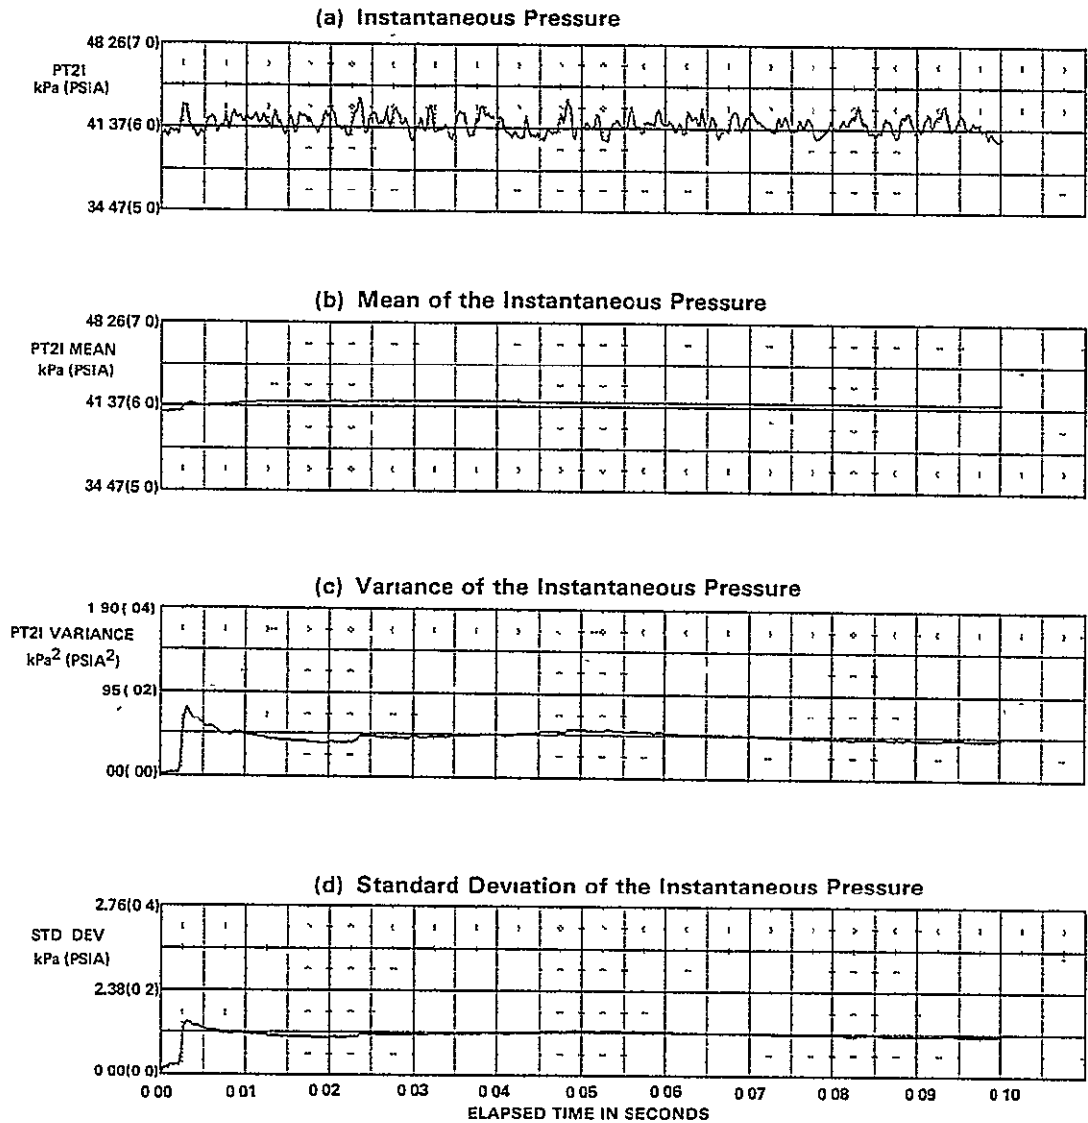 (a) Instantaneous Pressure
48 26(7 0)
PT2I
kPa (PSIA)
41 37(6 0)
34 47(5 0)
(b) Mean of the Instantaneous Pressure
48 26(7 0)
PT2I MEAN
kPa (PSIA)
41 37(6 0)
34 47(5 0)
(c) Variance of the Instantaneous Pressure
1 90( 04)
PT2I VARIANCE
kPa² (PSIA²)
95( 02)
00( 00)
(d) Standard Deviation of the Instantaneous Pressure
2.76(0 4)
STD DEV
kPa (PSIA)
2.38(0 2)
0 00(0 0)
0 00 0 01 0 02 0 03 0 04 0 05 0 06 0 07 0 08 0 09 0 10
ELAPSED TIME IN SECONDS